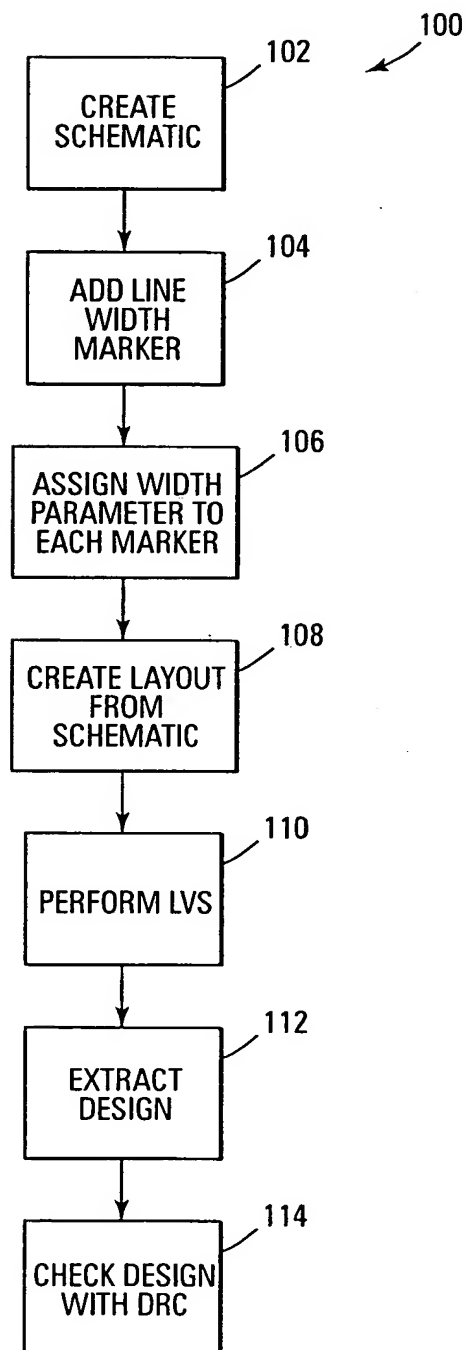 100
102
CREATE
SCHEMATIC
104
ADD LINE
WIDTH
MARKER
106
ASSIGN WIDTH
PARAMETER TO
EACH MARKER
108
CREATE LAYOUT
FROM
SCHEMATIC
110
PERFORM LVS
112
EXTRACT
DESIGN
114
CHECK DESIGN
WITH DRC